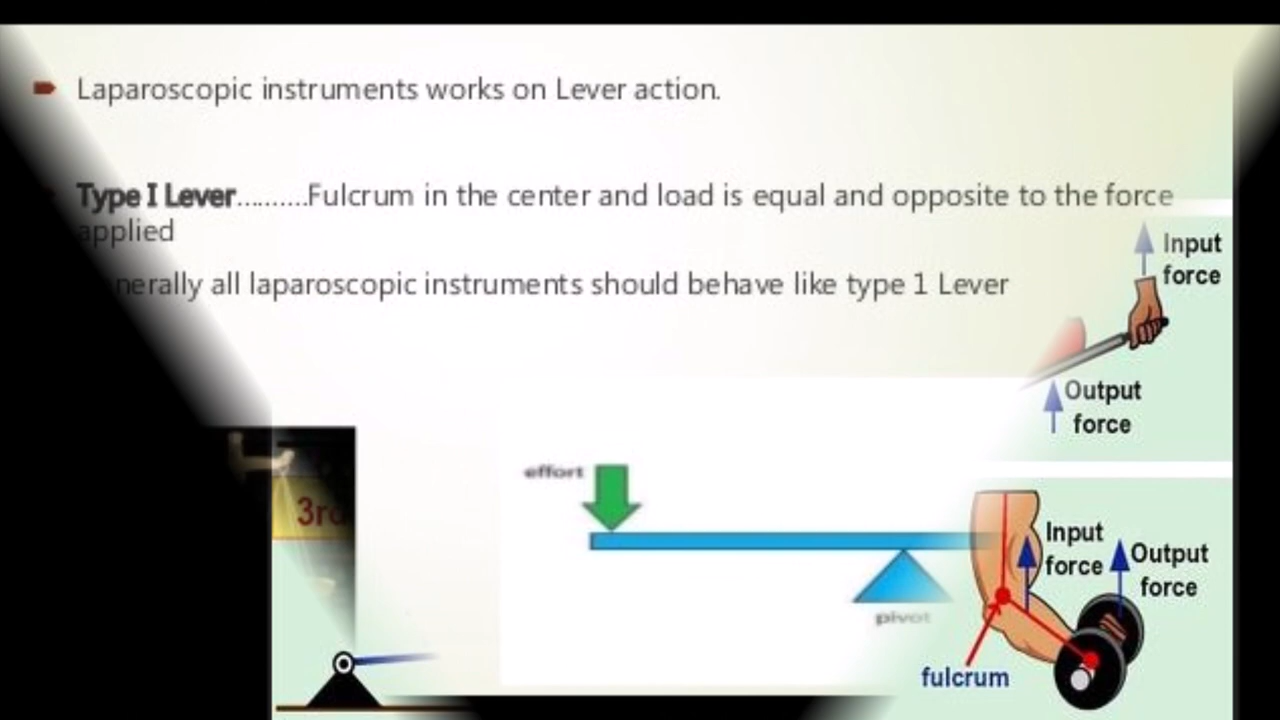 Laparoscopic instruments works on Lever action.
Type I Lever..........Fulcrum in the center and load is equal and opposite to the force
applied
all laparoscopic instruments should behave like type 1 Lever
Input
force
Output
force
effort
pivot
3rd
Input
force
Output
force
fulcrum